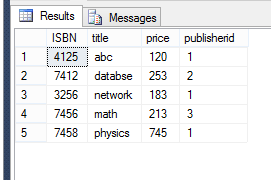 Results Messages
ISBN title price publisherid
1 4125 abc 120 1
2 7412 databse 253 2
3 3256 network 183 1
4 7456 math 213 3
5 7458 physics 745 1